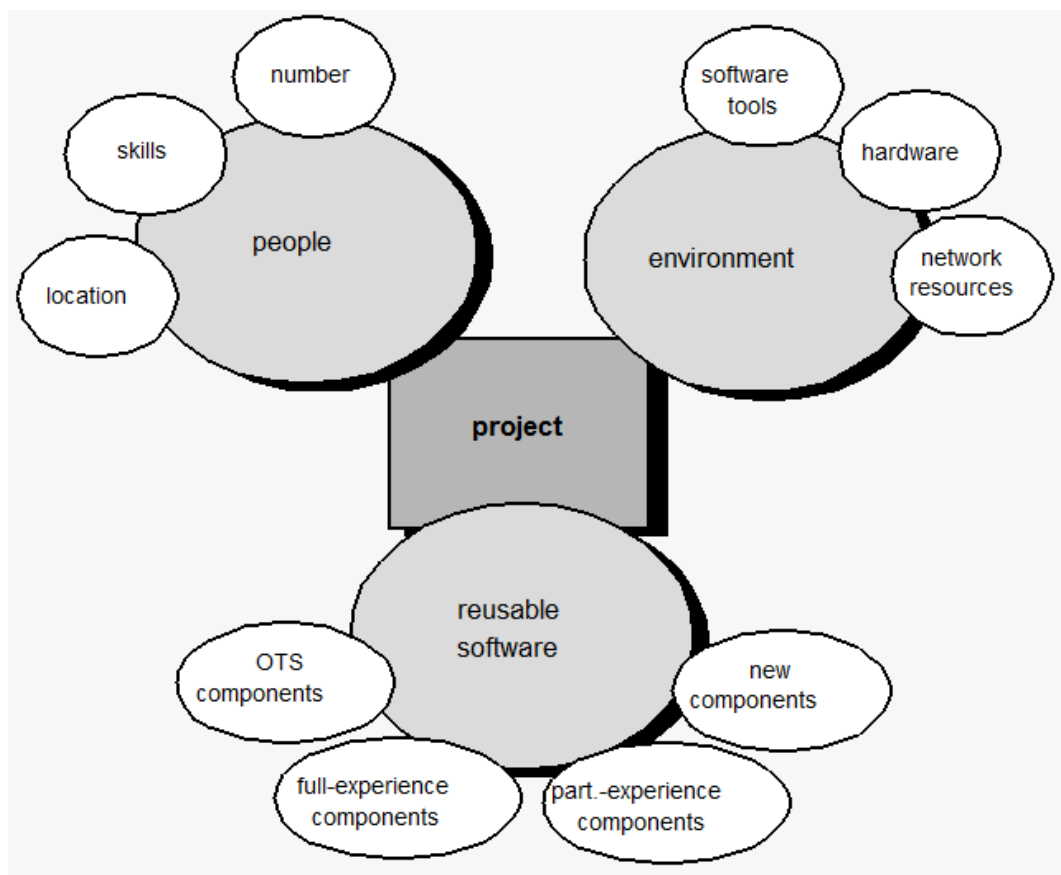 number
skills
people
location
software
tools
hardware
environment
network
resources
project
reusable
software
OTS
components
new
components
full-experience
components
part.-experience
components